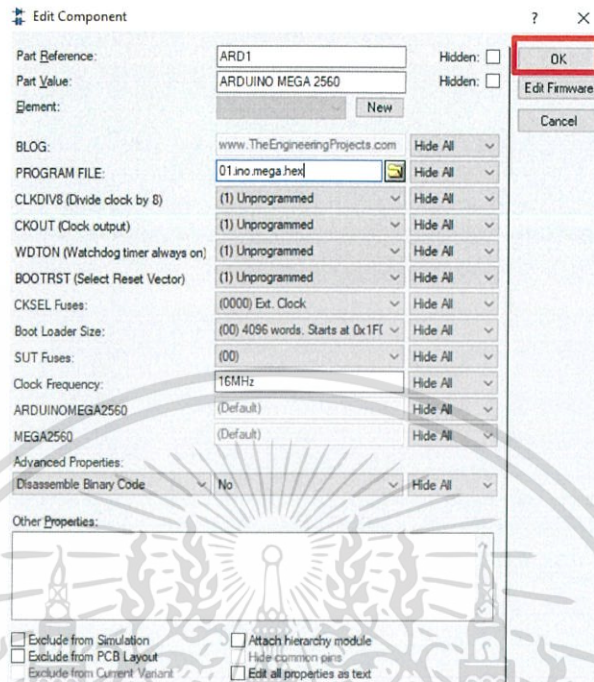 Edit Component ? ×
Part Reference: ARD1 Hidden: OK
Part Value: ARDUINO MEGA 2560 Hidden: Edit Firmware
Element: New Cancel
BLOG: www.TheEngineeringProjects.com Hide All
PROGRAM FILE: 01.ino.mega.hex Hide All
CLKDIV8 (Divide clock by 8) (1) Unprogrammed Hide All
CKOUT (Clock output) (1) Unprogrammed Hide All
WDTON (Watchdog timer always on) (1) Unprogrammed Hide All
BOOTRST (Select Reset Vector) (1) Unprogrammed Hide All
CKSEL Fuses: (0000) Ext. Clock Hide All
Boot Loader Size: (00) 4096 words. Starts at 0x1F( Hide All
SUT Fuses: (00) Hide All
Clock Frequency: 16MHz Hide All
ARDUINOMEGA2560 (Default) Hide All
MEGA2560 (Default) Hide All
Advanced Properties:
Disassemble Binary Code No Hide All
Other Properties:
Exclude from Simulation Attach hierarchy module
Exclude from PCB Layout Hide common pins
Exclude from Current Variant Edit all properties as text